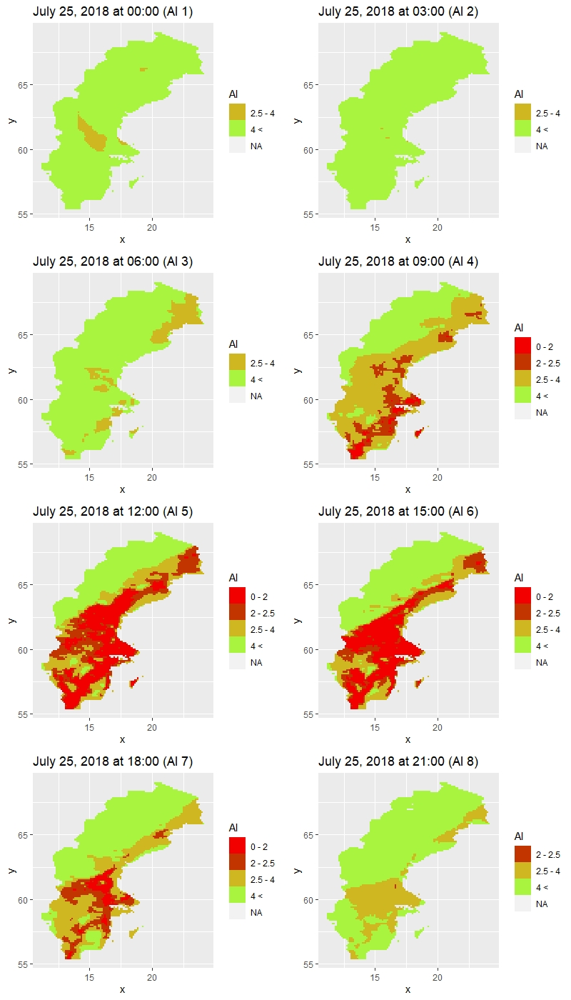 July 25, 2018 at 00:00 (AI 1)
y
65
60
55
15 20
x
AI
2.5 - 4
4 <
NA
July 25, 2018 at 03:00 (AI 2)
y
65
60
55
15 20
x
AI
2.5 - 4
4 <
NA
July 25, 2018 at 06:00 (AI 3)
y
65
60
55
15 20
x
AI
2.5 - 4
4 <
NA
July 25, 2018 at 09:00 (AI 4)
y
65
60
55
15 20
x
AI
0 - 2
2 - 2.5
2.5 - 4
4 <
NA
July 25, 2018 at 12:00 (AI 5)
y
65
60
55
15 20
x
AI
0 - 2
2 - 2.5
2.5 - 4
4 <
NA
July 25, 2018 at 15:00 (AI 6)
y
65
60
55
15 20
x
AI
0 - 2
2 - 2.5
2.5 - 4
4 <
NA
July 25, 2018 at 18:00 (AI 7)
y
65
60
55
15 20
x
AI
0 - 2
2 - 2.5
2.5 - 4
4 <
NA
July 25, 2018 at 21:00 (AI 8)
y
65
60
55
15 20
x
AI
2 - 2.5
2.5 - 4
4 <
NA